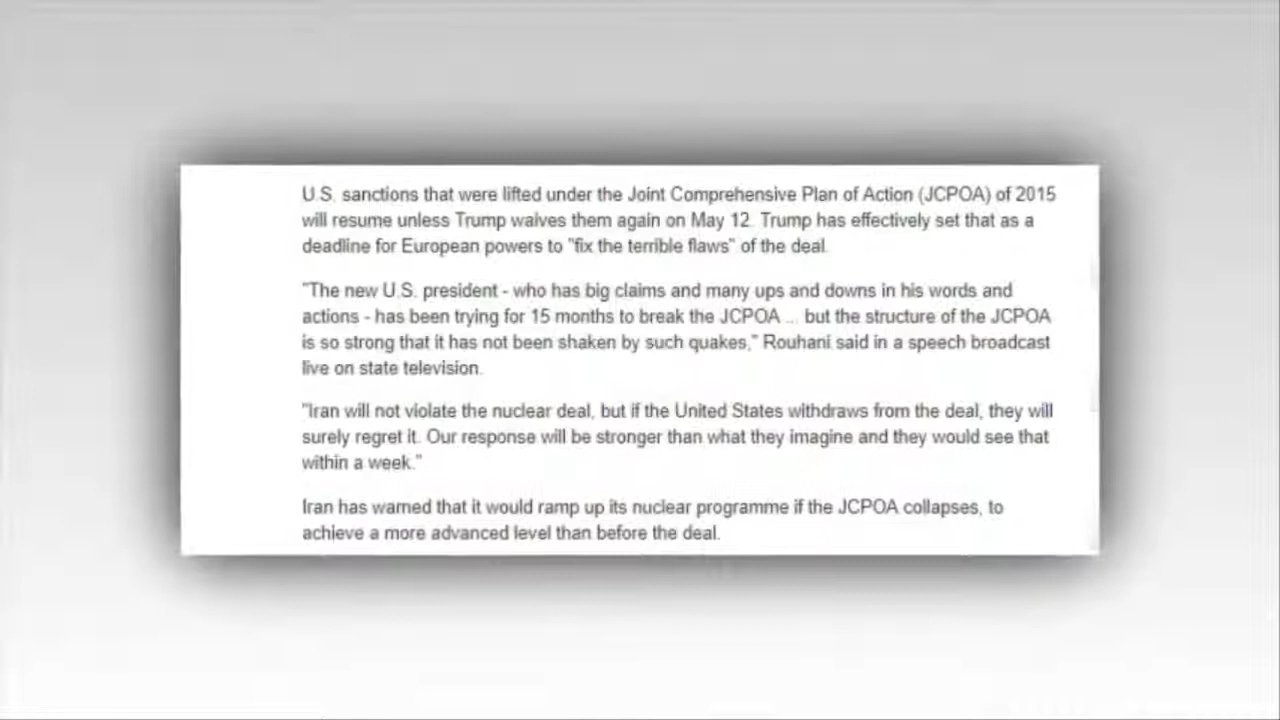 U.S. sanctions that were lifted under the Joint Comprehensive Plan of Action (JCPOA) of 2015
will resume unless Trump waives them again on May 12. Trump has effectively set that as a
deadline for European powers to "fix the terrible flaws" of the deal.
"The new U.S. president - who has big claims and many ups and downs in his words and
actions - has been trying for 15 months to break the JCPOA ... but the structure of the JCPOA
is so strong that it has not been shaken by such quakes," Rouhani said in a speech broadcast
live on state television.
"Iran will not violate the nuclear deal, but if the United States withdraws from the deal, they will
surely regret it. Our response will be stronger than what they imagine and they would see that
within a week."
Iran has warned that it would ramp up its nuclear programme if the JCPOA collapses, to
achieve a more advanced level than before the deal.